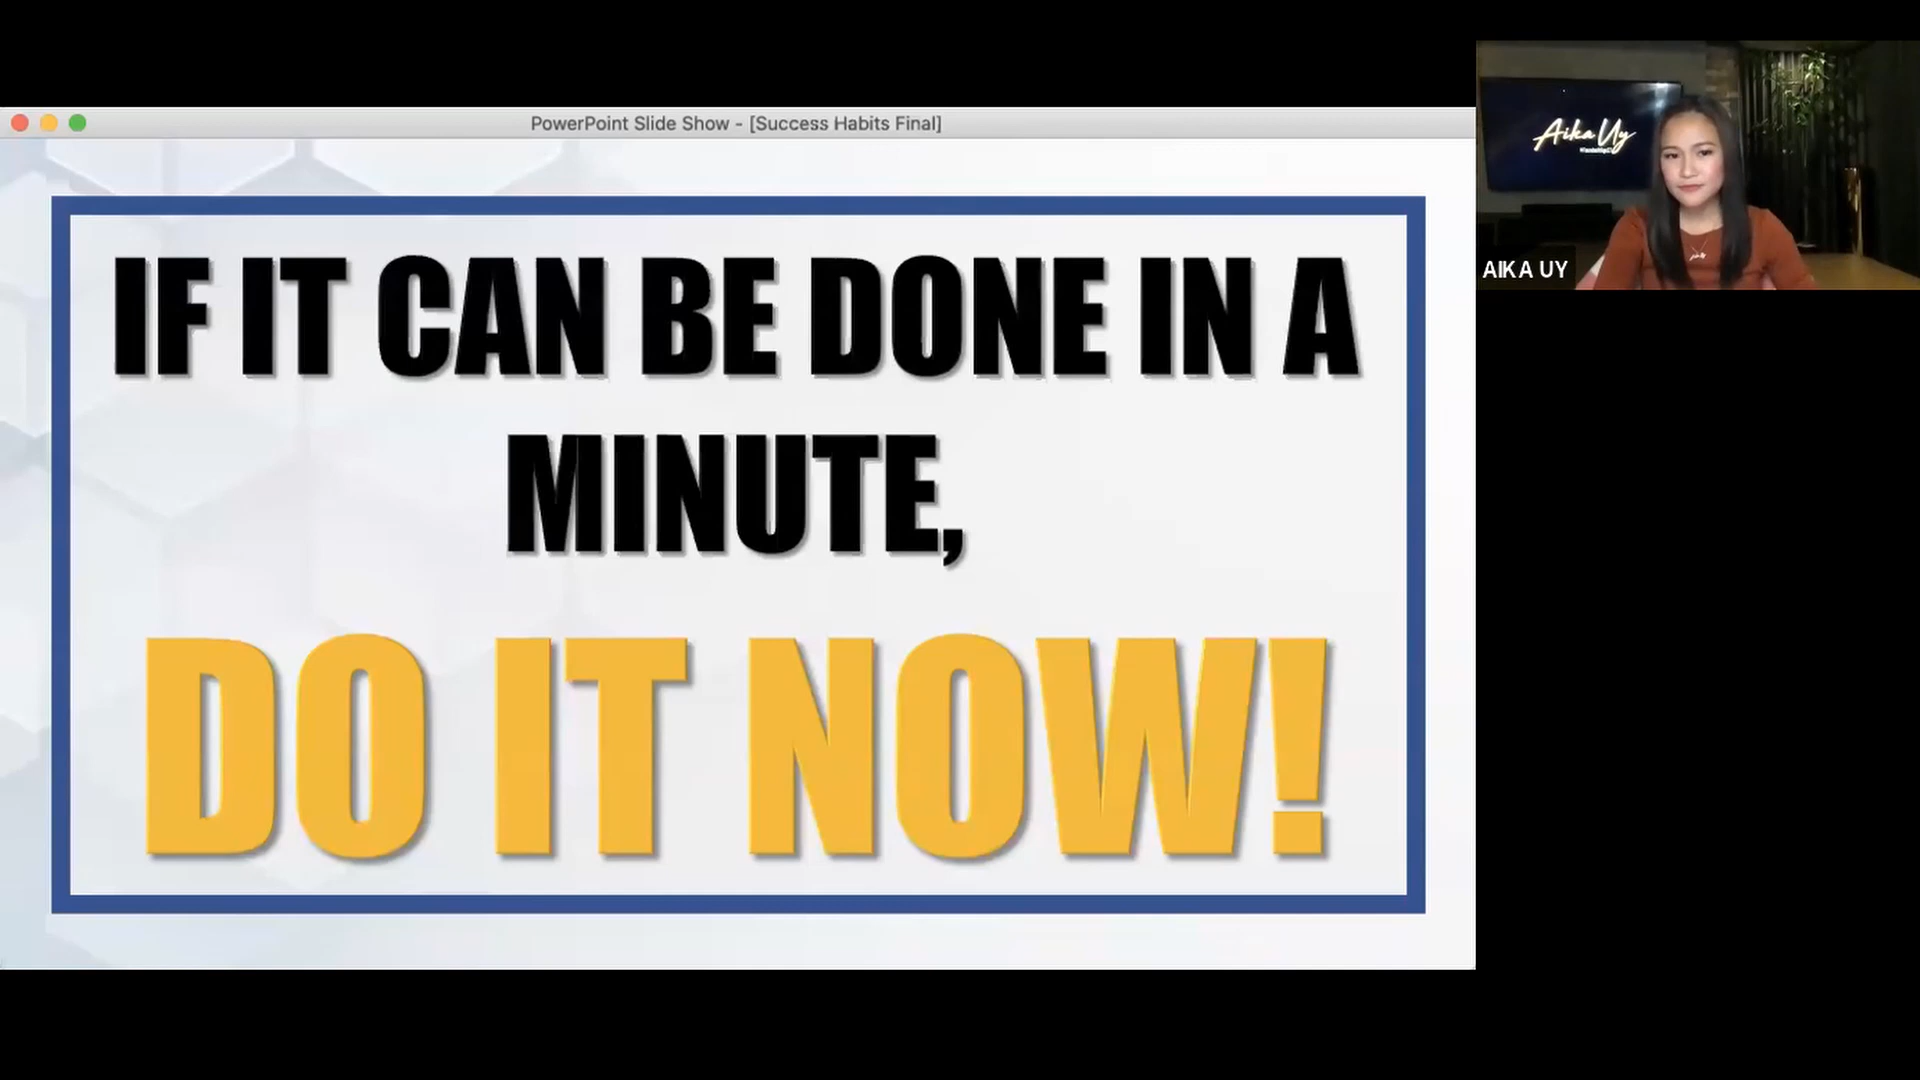 PowerPoint Slide Show - [Success Habits Final]
IF IT CAN BE DONE IN A
MINUTE,
DO IT NOW!
Aika Uy
AIKA UY